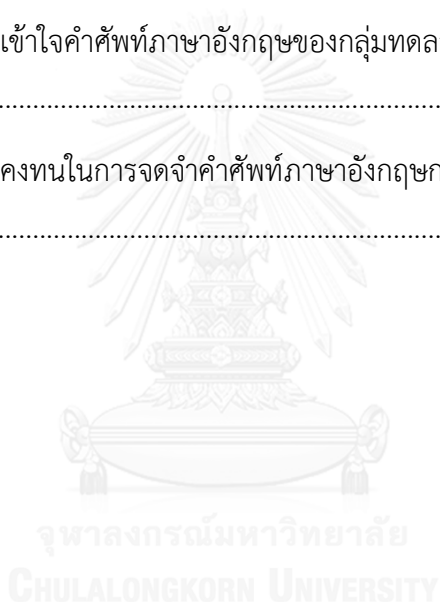 เข้าใจคำศัพท์ภาษาอังกฤษของกลุ่มทดล
................................................................
คงทนในการจดจำคำศัพท์ภาษาอังกฤษก
................................................................
จุฬาลงกรณ์มหาวิทยาลัย
CHULALONGKORN UNIVERSITY